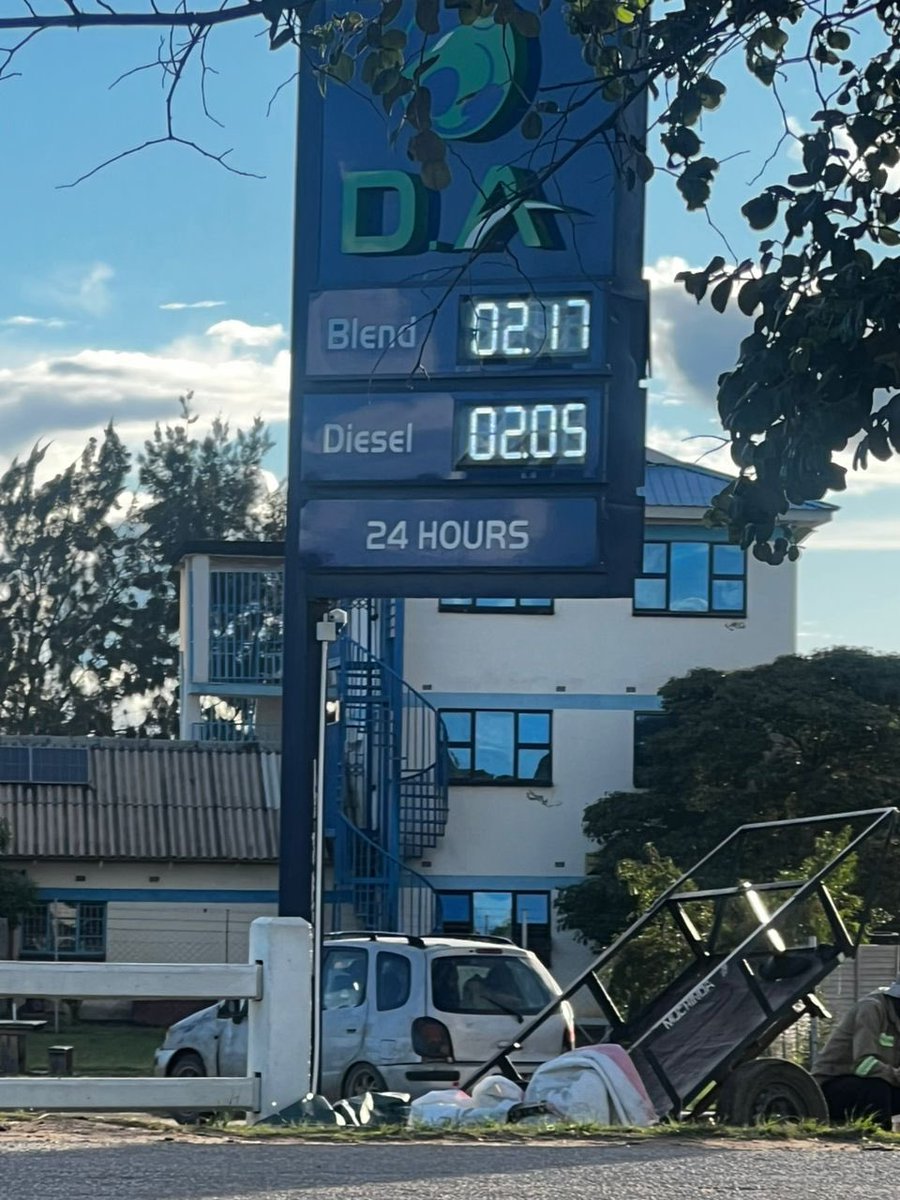 D.A
Blend 02.17
Diesel 02.05
24 HOURS